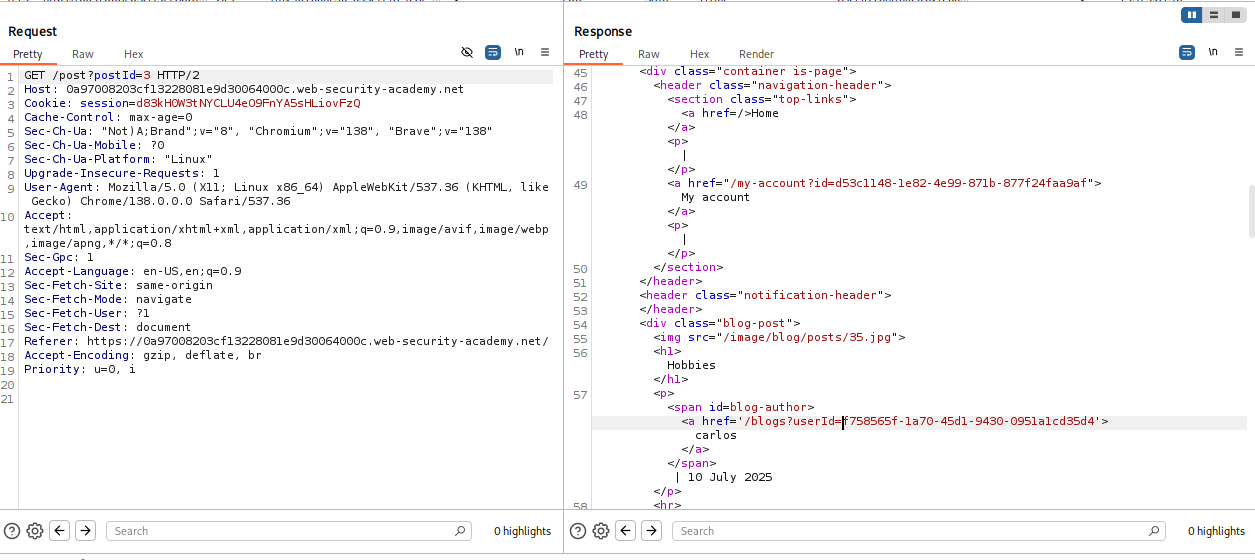 Request
Pretty Raw Hex \n
1 GET /post?postId=3 HTTP/2
2 Host: 0a97008203cf13228081e9d30064000c.web-security-academy.net
3 Cookie: session=d83kHOW3tNYCLU4eO9FnYA5sHLiovFzQ
4 Cache-Control: max-age=0
5 Sec-Ch-Ua: "Not)A;Brand";v="8", "Chromium";v="138", "Brave";v="138"
6 Sec-Ch-Ua-Mobile: ?0
7 Sec-Ch-Ua-Platform: "Linux"
8 Upgrade-Insecure-Requests: 1
9 User-Agent: Mozilla/5.0 (X11; Linux x86_64) AppleWebKit/537.36 (KHTML, like
Gecko) Chrome/138.0.0.0 Safari/537.36
10 Accept:
text/html,application/xhtml+xml,application/xml;q=0.9,image/avif,image/webp
,image/apng,*/*;q=0.8
11 Sec-Gpc: 1
12 Accept-Language: en-US,en;q=0.9
13 Sec-Fetch-Site: same-origin
14 Sec-Fetch-Mode: navigate
15 Sec-Fetch-User: ?1
16 Sec-Fetch-Dest: document
17 Referer: https://0a97008203cf13228081e9d30064000c.web-security-academy.net/
18 Accept-Encoding: gzip, deflate, br
19 Priority: u=0, i
20
21
Search 0 highlights
Response
Pretty Raw Hex Render \n
45 <div class="container is-page">
46 <header class="navigation-header">
47 <section class="top-links">
48 <a href=/>Home
</a>
<p>
|
</p>
49 <a href="/my-account?id=d53c1148-1e82-4e99-871b-877f24faa9af">
My account
</a>
<p>
|
</p>
50 </section>
51 </header>
52 <header class="notification-header">
53 </header>
54 <div class="blog-post">
55 <img src="/image/blog/posts/35.jpg">
56 <h1>
Hobbies
</h1>
57 <p>
<span id=blog-author>
<a href='/blogs?userId=f758565f-1a70-45d1-9430-0951a1cd35d4'>
carlos
</a>
</span>
| 10 July 2025
</p>
58 <hr>
Search 0 highlights